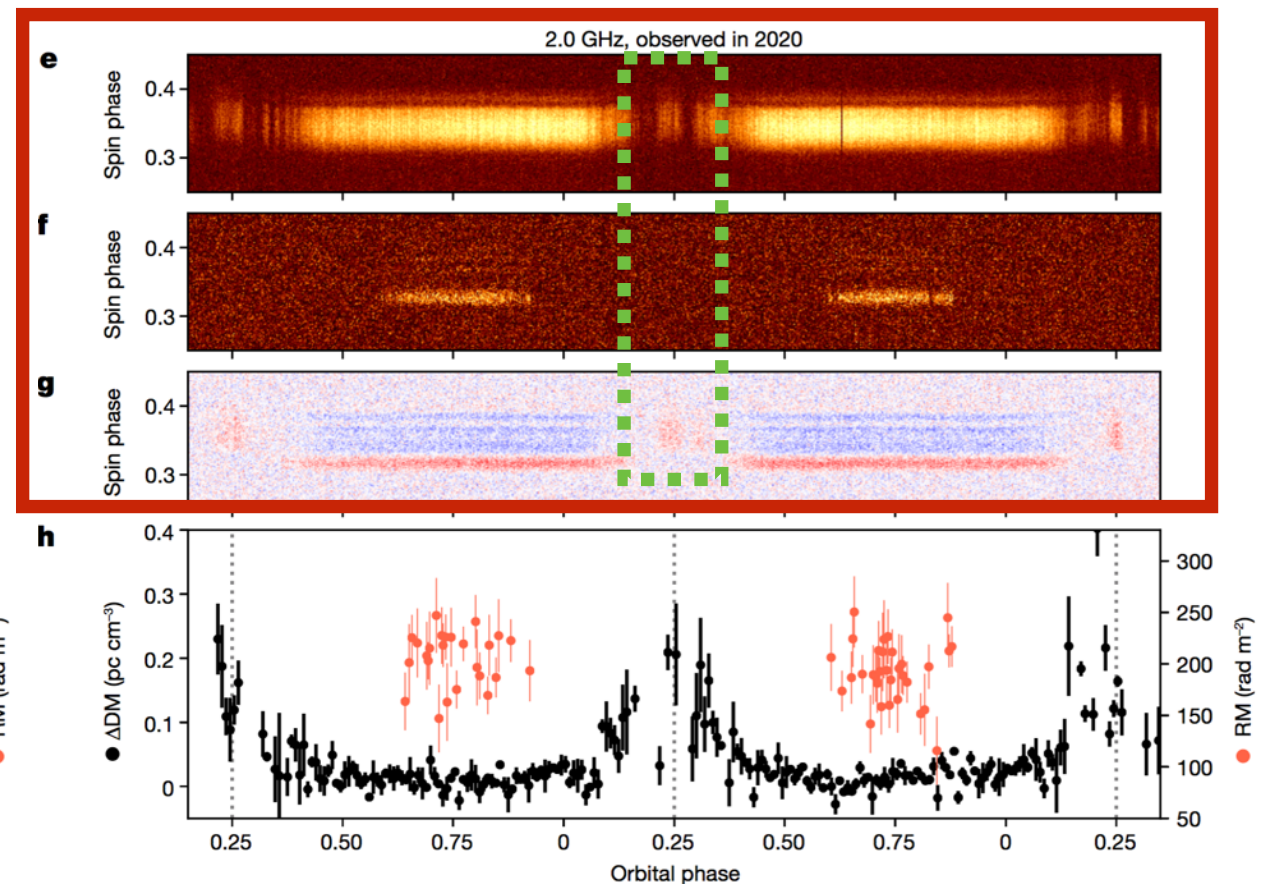 2.0 GHz, observed in 2020
e
Spin phase
0.4
0.3
f
Spin phase
0.4
0.3
g
Spin phase
0.4
0.3
h
ΔDM (pc cm⁻³)
0.4
0.3
0.2
0.1
0
300
250
200
150
100
50
RM (rad m⁻²)
0.25 0.50 0.75 0 0.25 0.50 0.75 0 0.25
Orbital phase